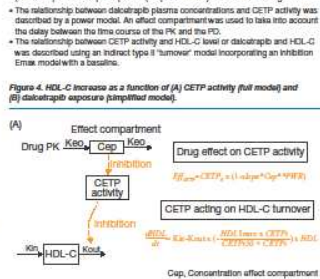 • The relationship between dalcetrapib plasma concentrations and CETP activity was
described by a power model. An effect compartment was used to take into account
the delay between the time course of the PK and the PD.
• The relationship between CETP activity and HDL-C level or dalcetrapib and HDL-C
was described using an indirect type II "turnover" model incorporating an inhibition
Emax model with a baseline.
Figure 4. HDL-C increase as a function of (A) CETP activity (full model) and
(B) dalcetrapib exposure (simplified model).
(A)
Effect compartment
Drug PK Keo Cep Keo
Inhibition
Drug effect on CETP activity
CETP
activity
CETP acting on HDL-C turnover
Inhibition
Kin HDL-C Kout
Cep, Concentration effect compartment